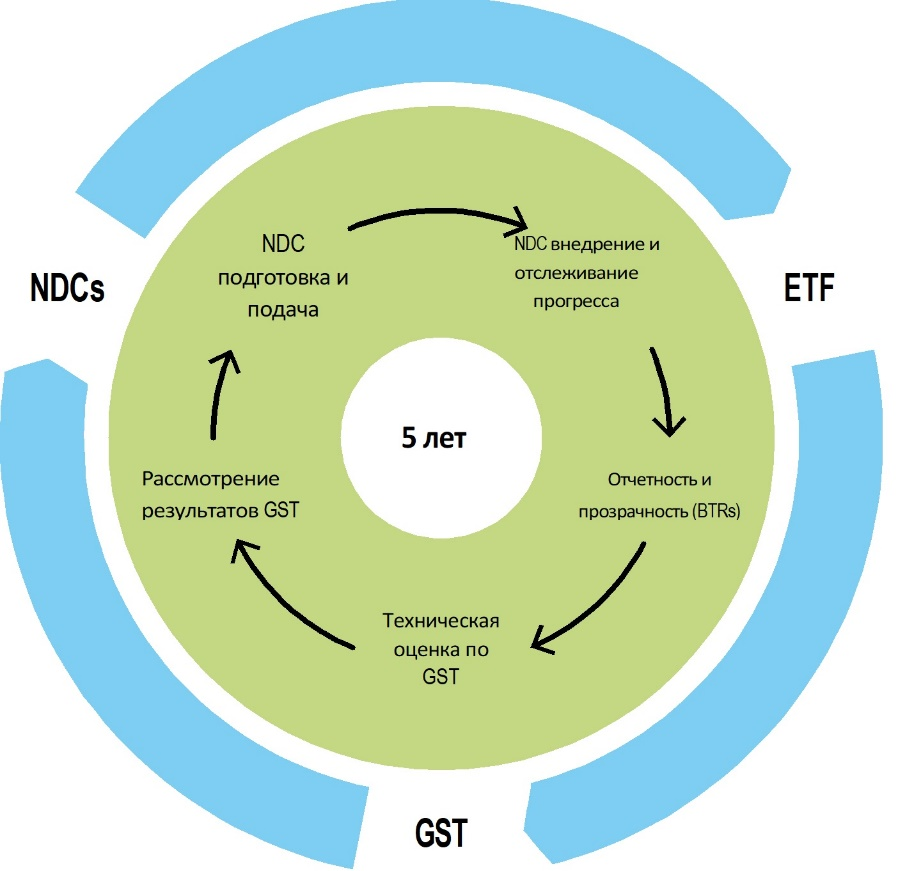 NDC
подготовка и
подача
NDC внедрение и
отслеживание
прогресса
NDCs
ETF
5 лет
Рассмотрение
результатов GST
Отчетность и
прозрачность (BTRs)
Техническая
оценка по
GST
GST